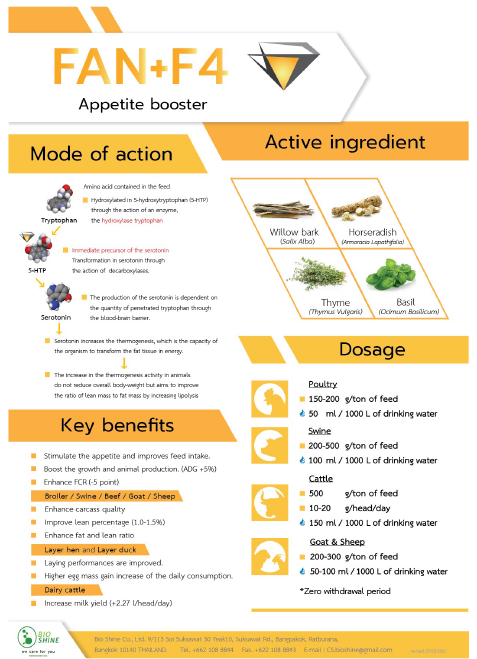 FAN+F4
Appetite booster
Mode of action
Amino acid contained in the feed
Hydroxylated in 5-hydroxytryptophan (5-HTP)
through the action of an enzyme,
the hydroxylase tryptophan
Tryptophan
Immediate precursor of the serotonin
Transformation in serotonin through
the action of decarboxylases.
5-HTP
The production of the serotonin is dependent on
the quantity of penetrated tryptophan through
the blood-brain barrier.
Serotonin
Serotonin increases the thermogenesis, which is the capacity of
the organism to transform the fat tissue in energy.
The increase in the thermogenesis activity in animals
do not reduce overall body-weight but aims to improve
the ratio of lean mass to fat mass by increasing lipolysis
Key benefits
Stimulate the appetite and improves feed intake.
Boost the growth and animal production. (ADG +5%)
Enhance FCR (-5 point)
Broiler / Swine / Beef / Goat / Sheep
Enhance carcass quality
Improve lean percentage (1.0-1.5%)
Enhance fat and lean ratio
Layer hen and Layer duck
Laying performances are improved.
Higher egg mass gain increase of the daily consumption.
Dairy cattle
Increase milk yield (+2.27 l/head/day)
Active ingredient
Willow bark
(Salix Alba)
Horseradish
(Armoracia Lapathifolia)
Thyme
(Thymus Vulgaris)
Basil
(Ocimum Basilicum)
Dosage
Poultry
150-200 g/ton of feed
50 ml / 1000 L of drinking water
Swine
200-500 g/ton of feed
100 ml / 1000 L of drinking water
Cattle
500 g/ton of feed
10-20 g/head/day
150 ml / 1000 L of drinking water
Goat & Sheep
200-300 g/ton of feed
50-100 ml / 1000 L of drinking water
*Zero withdrawal period
BIO
SHINE
we care for you
Bio Shine Co., Ltd. 9/113 Soi Suksawat 30 Yeak10, Suksawat Rd., Bangpakok, Ratburana,
Bangkok 10140 THAILAND. Tel. +662 108 8844 Fax. +622 108 8843 E-mail : CS.bioshine@gmail.com